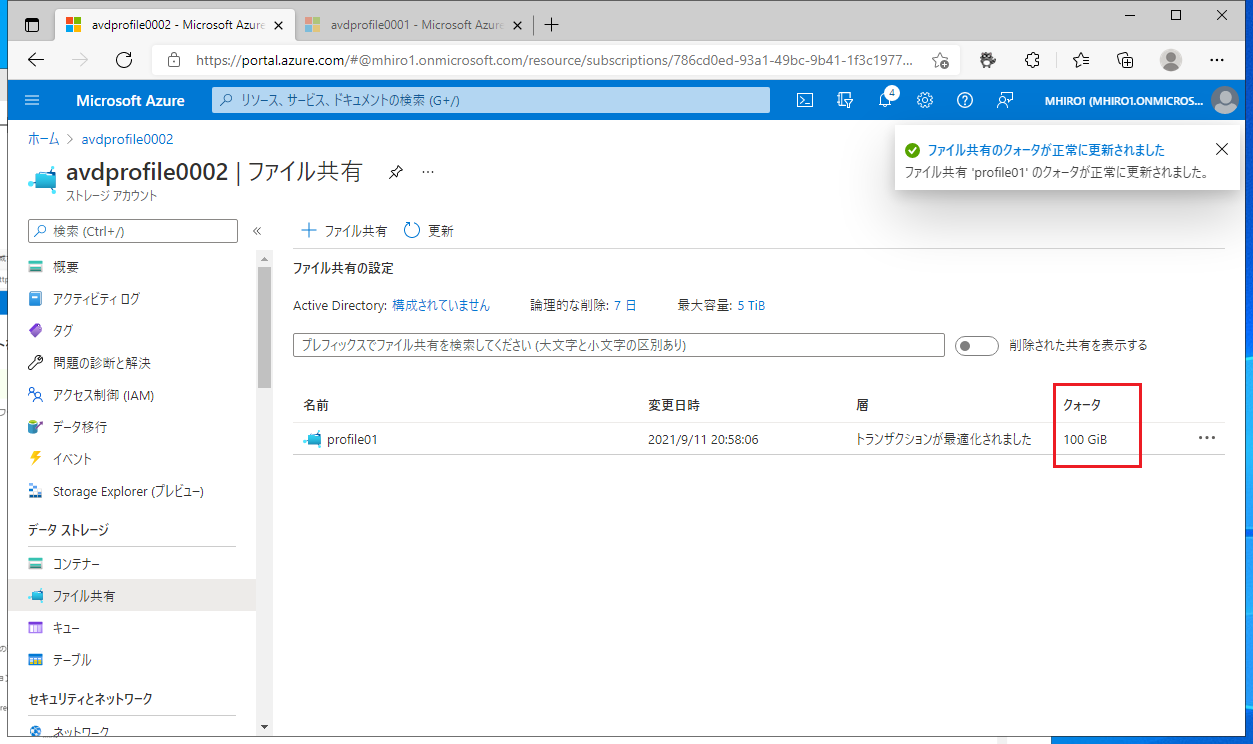 avdprofile0002 - Microsoft Azure
avdprofile0001 - Microsoft Azure
https://portal.azure.com/#@mhiro1.onmicrosoft.com/resource/subscriptions/786cd0ed-93a1-49bc-9b41-1f3c1977...
Microsoft Azure
リソース、サービス、ドキュメントの検索 (G+/)
4
MHIRO1 (MHIRO1.ONMICROS...
ホーム > avdprofile0002
avdprofile0002 | ファイル共有
...
ストレージ アカウント
ファイル共有のクォータが正常に更新されました
ファイル共有 'profile01' のクォータが正常に更新されました。
検索 (Ctrl+/)
«
ファイル共有
更新
概要
アクティビティ ログ
タグ
問題の診断と解決
アクセス制御 (IAM)
データ移行
イベント
Storage Explorer (プレビュー)
データ ストレージ
コンテナー
ファイル共有
キュー
テーブル
セキュリティとネットワーク
ネットワーク
ファイル共有の設定
Active Directory: 構成されていません 論理的な削除: 7 日 最大容量: 5 TiB
プレフィックスでファイル共有を検索してください (大文字と小文字の区別あり)
削除された共有を表示する
名前 変更日時 層 クォータ
profile01 2021/9/11 20:58:06 トランザクションが最適化されました 100 GiB